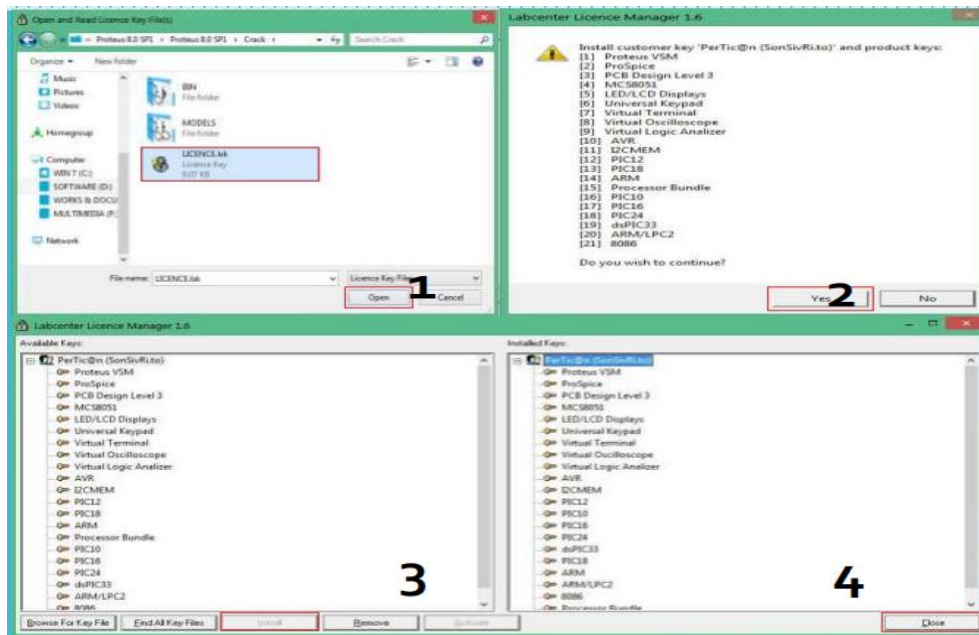 Open and Read Licence Key File(s)
Proteus 8.0 SP1 Proteus 8.0 SP1 Crack
Search Crack
Organize New folder
Music
Pictures
Videos
Homegroup
Computer
WIN 7 (C:)
SOFTWARE (D:)
WORKS & DOCU
MULTIMEDIA (F:
Network
BIN
File folder
MODELS
File folder
LICENCE.lxk
Licence Key
9.07 KB
File name: LICENCE.lxk
Licence Key Files
Open
Cancel
1
Labcenter Licence Manager 1.6
Install customer key 'PerTic@n (SonSivRi.to)' and product keys:
[1] Proteus VSM
[2] ProSpice
[3] PCB Design Level 3
[4] MCS8051
[5] LED/LCD Displays
[6] Universal Keypad
[7] Virtual Terminal
[8] Virtual Oscilloscope
[9] Virtual Logic Analizer
[10] AVR
[11] I2CMEM
[12] PIC12
[13] PIC18
[14] ARM
[15] Processor Bundle
[16] PIC10
[17] PIC16
[18] PIC24
[19] dsPIC33
[20] ARM/LPC2
[21] 8086
Do you wish to continue?
Yes
2
No
Labcenter Licence Manager 1.6
Available Keys:
PerTic@n (SonSivRi.to)
Proteus VSM
ProSpice
PCB Design Level 3
MCS8051
LED/LCD Displays
Universal Keypad
Virtual Terminal
Virtual Oscilloscope
Virtual Logic Analizer
AVR
I2CMEM
PIC12
PIC18
ARM
Processor Bundle
PIC10
PIC16
PIC24
dsPIC33
ARM/LPC2
8086
3
Browse For Key File
Find All Key Files
Install
Remove
Installed Keys:
PerTic@n (SonSivRi.to)
Proteus VSM
ProSpice
PCB Design Level 3
MCS8051
LED/LCD Displays
Universal Keypad
Virtual Terminal
Virtual Oscilloscope
Virtual Logic Analizer
AVR
I2CMEM
PIC12
PIC10
PIC16
PIC24
dsPIC33
PIC18
ARM
ARM/LPC2
8086
Processor Bundle
4
Close